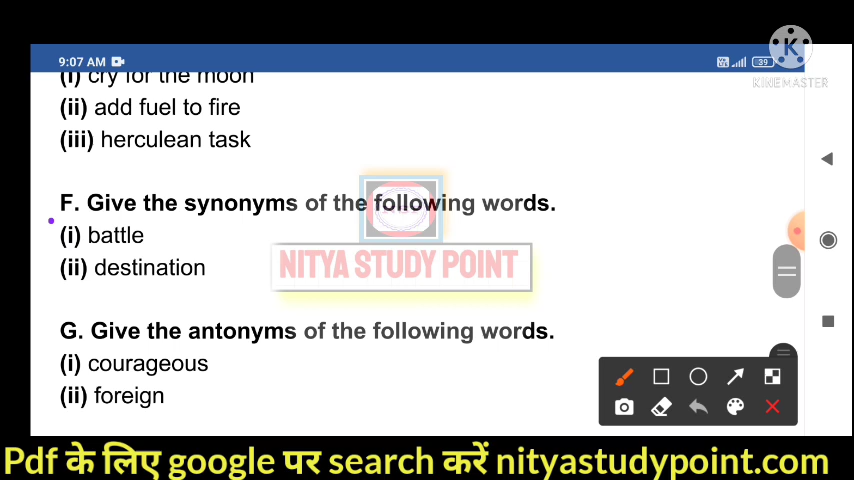 9:07 AM
39
K
KINEMASTER
(i) cry for the moon
(ii) add fuel to fire
(iii) herculean task
F. Give the synonyms of the following words.
(i) battle
(ii) destination
NITYA STUDY POINT
G. Give the antonyms of the following words.
(i) courageous
(ii) foreign
Pdf के लिए google पर search करें nityastudypoint.com